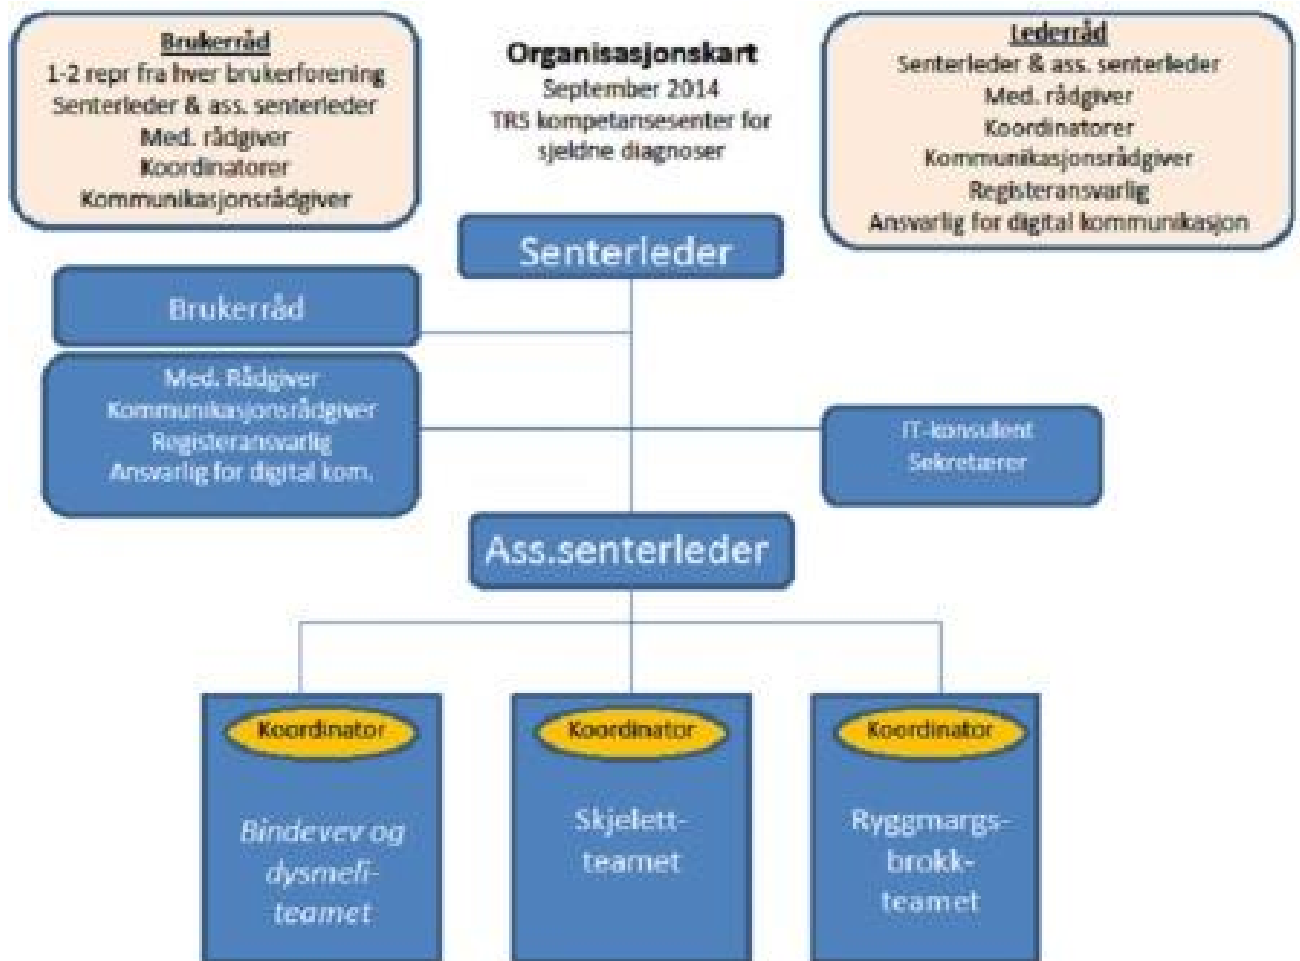 Brukerråd
1-2 repr fra hver brukerforening
Senterleder & ass. senterleder
Med. rådgiver
Koordinatorer
Kommunikasjonsrådgiver
Organisasjonskart
September 2014
TRS kompetansesenter for
sjeldne diagnoser
Lederråd
Senterleder & ass. senterleder
Med. rådgiver
Koordinatorer
Kommunikasjonsrådgiver
Registeransvarlig
Ansvarlig for digital kommunikasjon
Senterleder
Brukerråd
Med. Rådgiver
Kommunikasjonsrådgiver
Registeransvarlig
Ansvarlig for digital kom.
IT-konsulent
Sekretærer
Ass.senterleder
Koordinator
Bindevev og
dysmeli-
teamet
Koordinator
Skjelett-
teamet
Koordinator
Ryggmargs-
brokk-
teamet